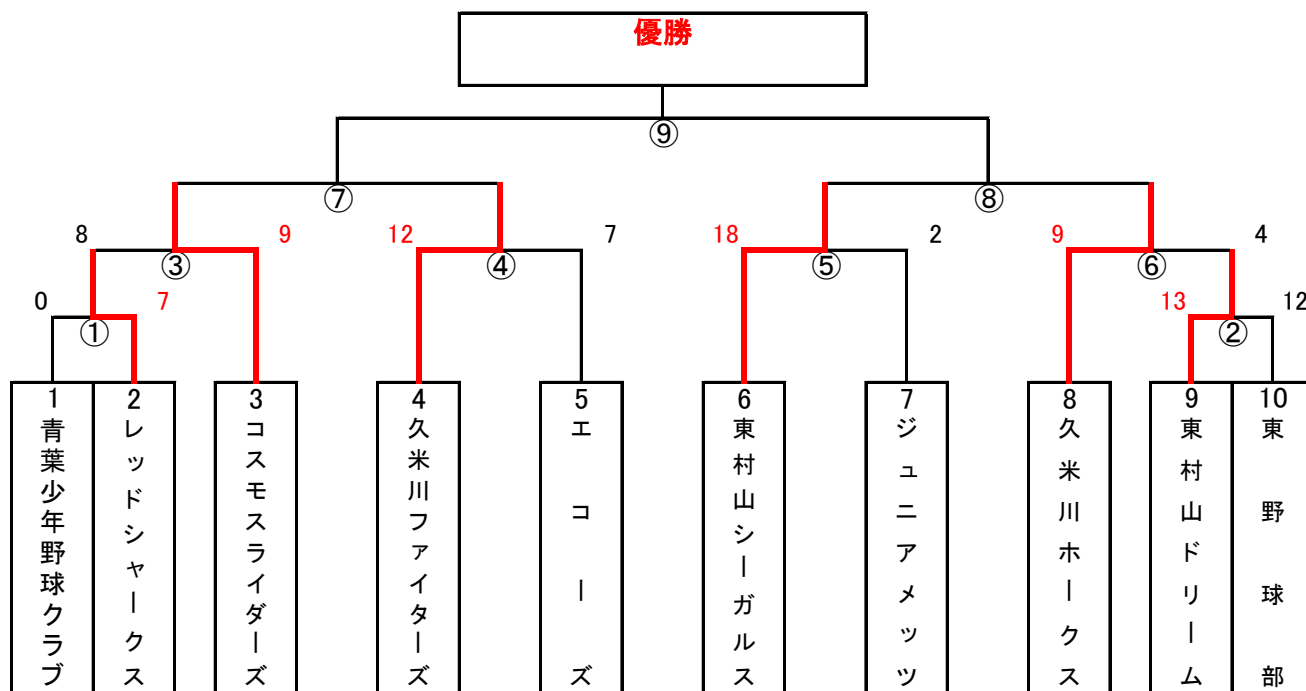 優勝
⑨
⑦
⑧
8
9
12
7
18
2
9
4
③
④
⑤
⑥
0
7
13
12
①
②
1
2
3
4
5
6
7
8
9
10
青葉少年野球クラブ
レッドシャークス
コスモスライダーズ
久米川ファイターズ
エコーズ
東村山シーガルス
ジュニアメッツ
久米川ホークス
東村山ドリーム
東野球部